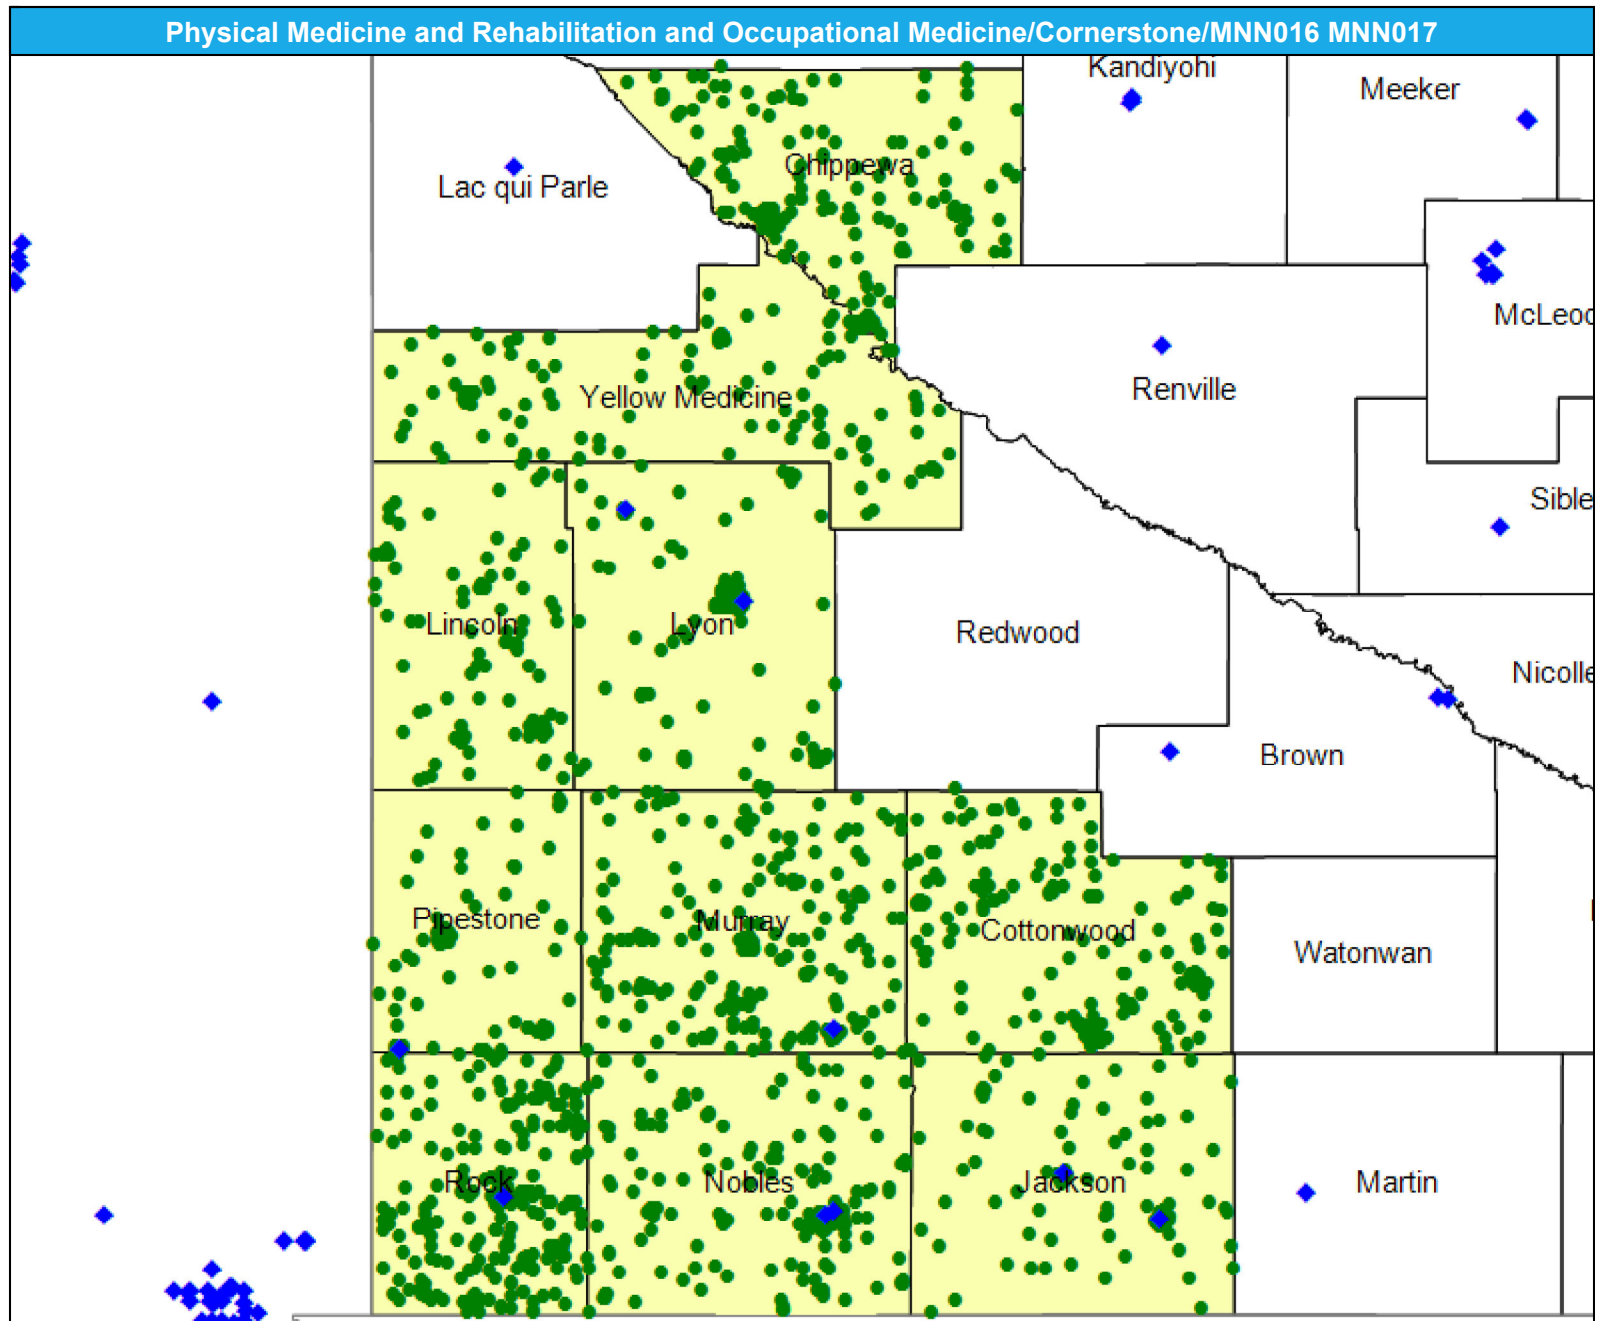 Physical Medicine and Rehabilitation and Occupational Medicine/Cornerstone/MNN016 MNN017
Kandiyohi
Meeker
Chippewa
Lac qui Parle
McLeod
Renville
Yellow Medicine
Sible
Lincoln
Lyon
Redwood
Nicolle
Brown
Pipestone
Murray
Cottonwood
Watonwan
Rock
Nobles
Jackson
Martin